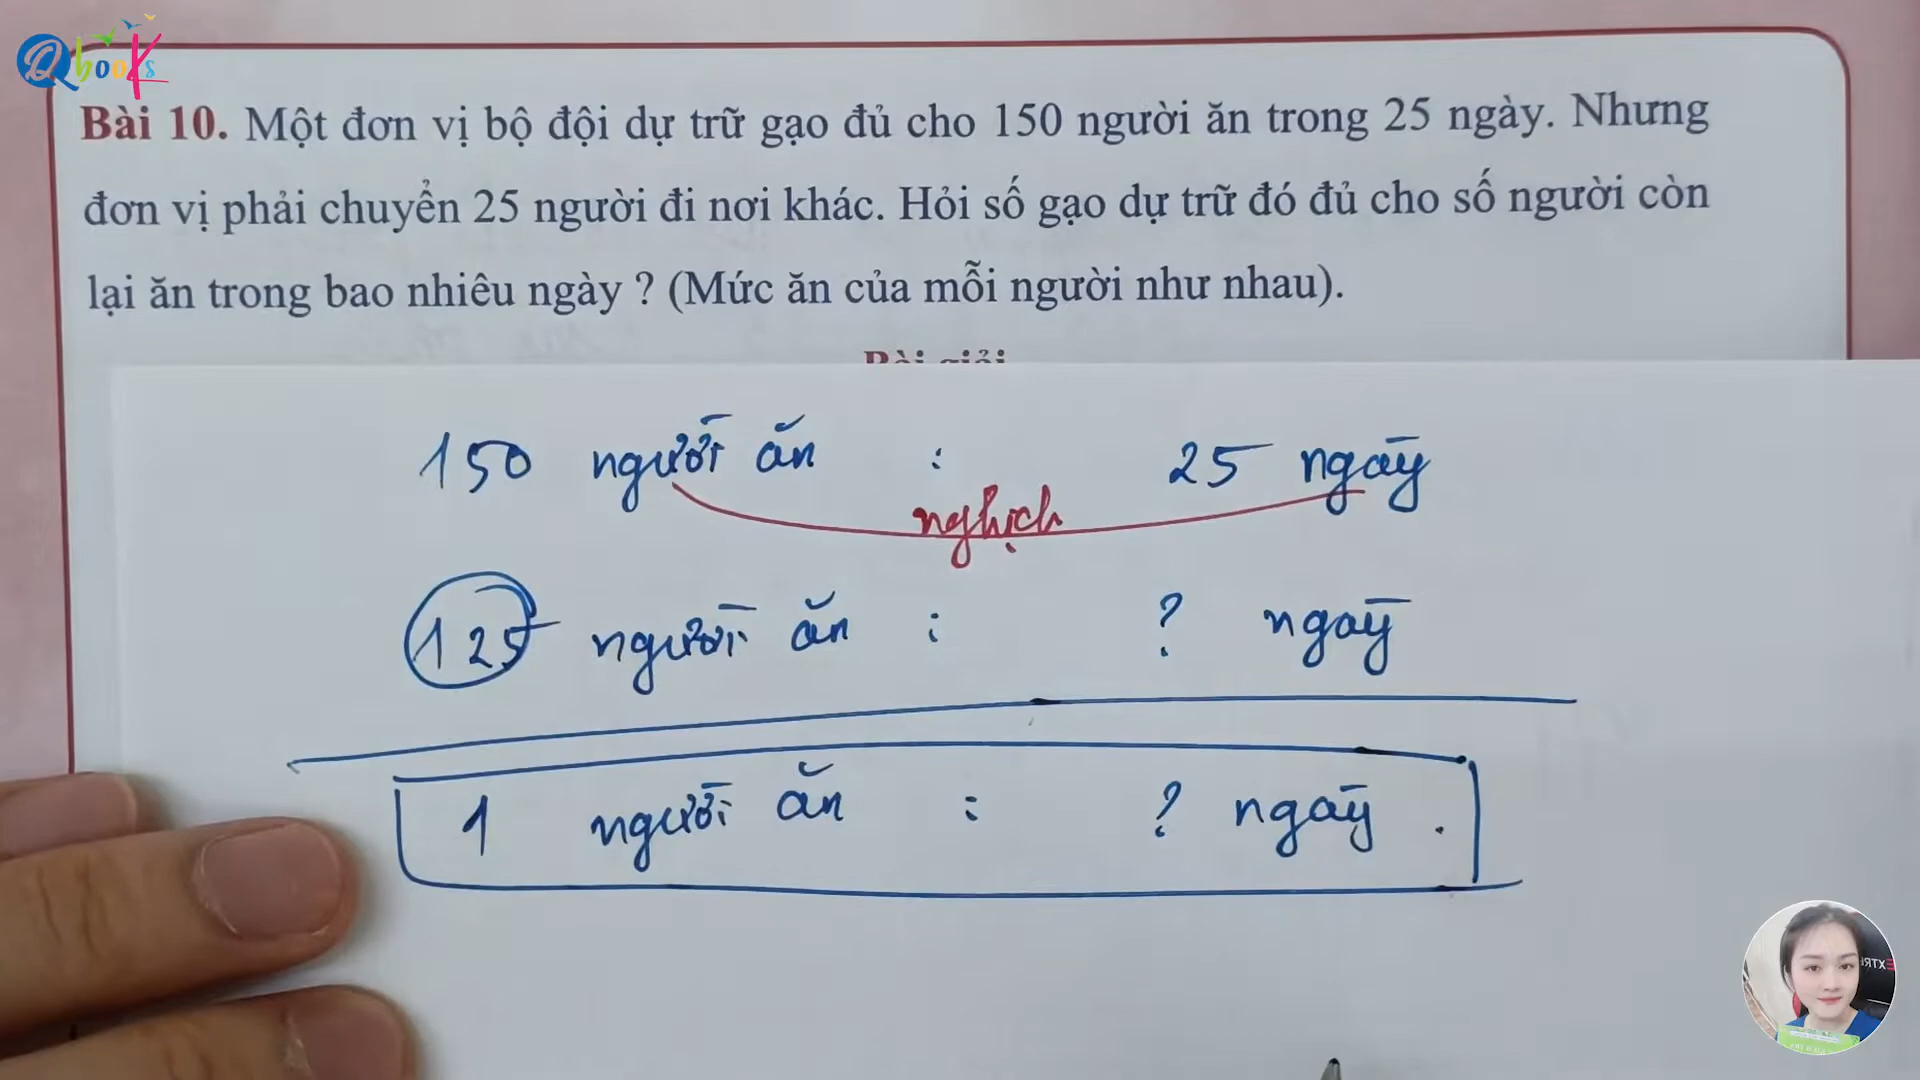 Qbooks
Bài 10. Một đơn vị bộ đội dự trữ gạo đủ cho 150 người ăn trong 25 ngày. Nhưng
đơn vị phải chuyển 25 người đi nơi khác. Hỏi số gạo dự trữ đó đủ cho số người còn
lại ăn trong bao nhiêu ngày ? (Mức ăn của mỗi người như nhau).
Bài giải
150 người ăn : 25 ngày
nghịch
125 người ăn : ? ngày
1 người ăn : ? ngày .